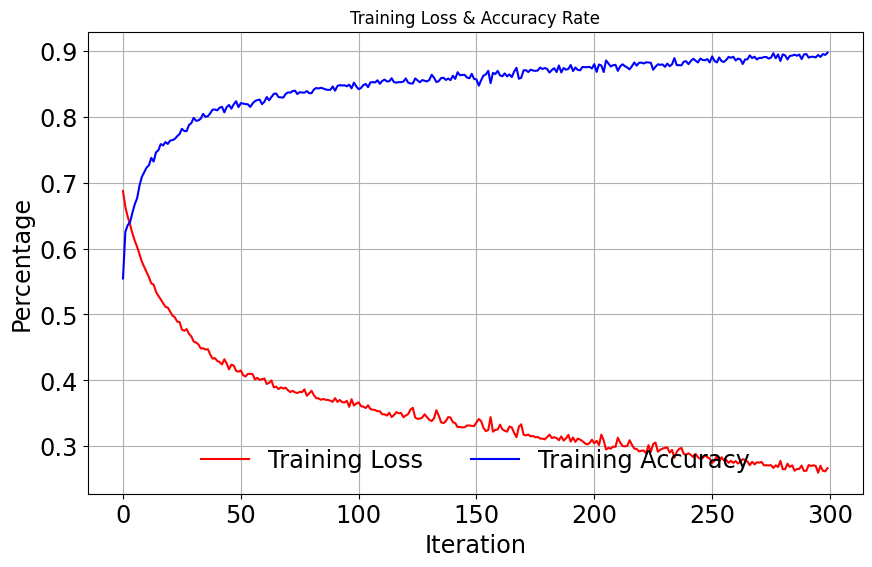 Training Loss & Accuracy Rate
Percentage
0.9
0.8
0.7
0.6
0.5
0.4
0.3
Training Loss Training Accuracy
0 50 100 150 200 250 300
Iteration